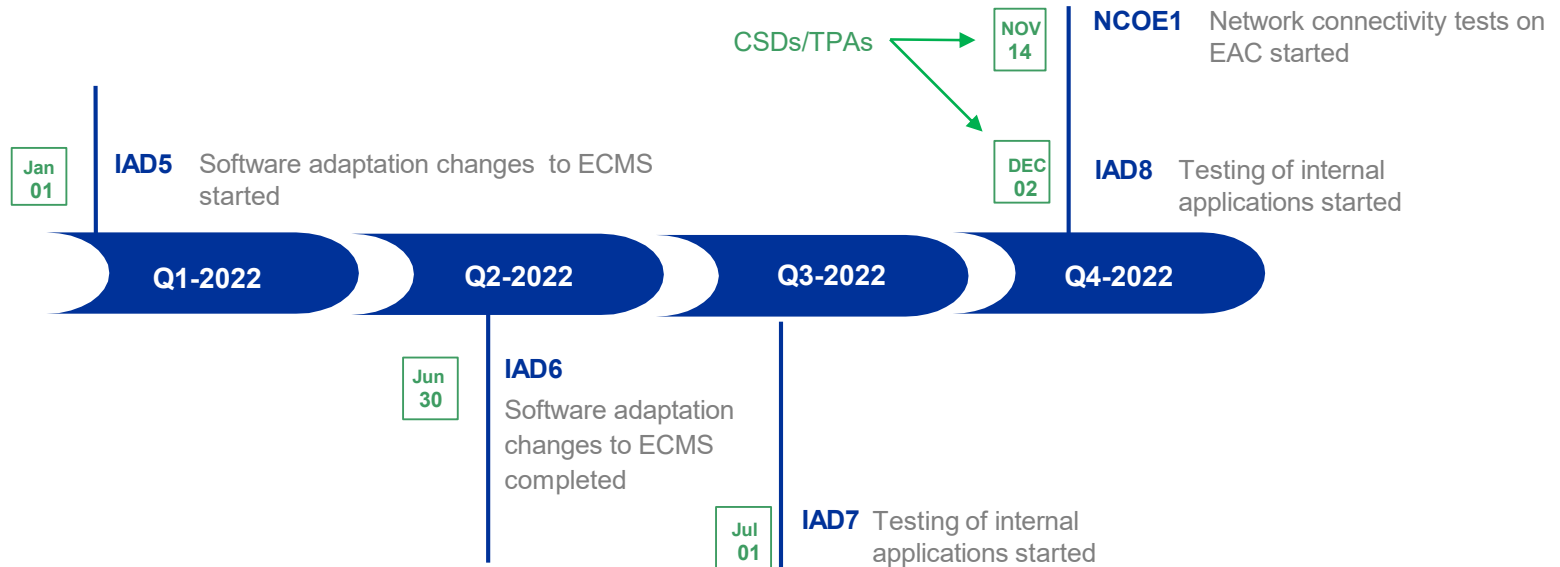 CSDs/TPAs
NOV
14
NCOE1 Network connectivity tests on
EAC started
Jan
01
IAD5 Software adaptation changes to ECMS
started
DEC
02
IAD8 Testing of internal
applications started
Q1-2022
Q2-2022
Q3-2022
Q4-2022
Jun
30
IAD6
Software adaptation
changes to ECMS
completed
Jul
01
IAD7 Testing of internal
applications started